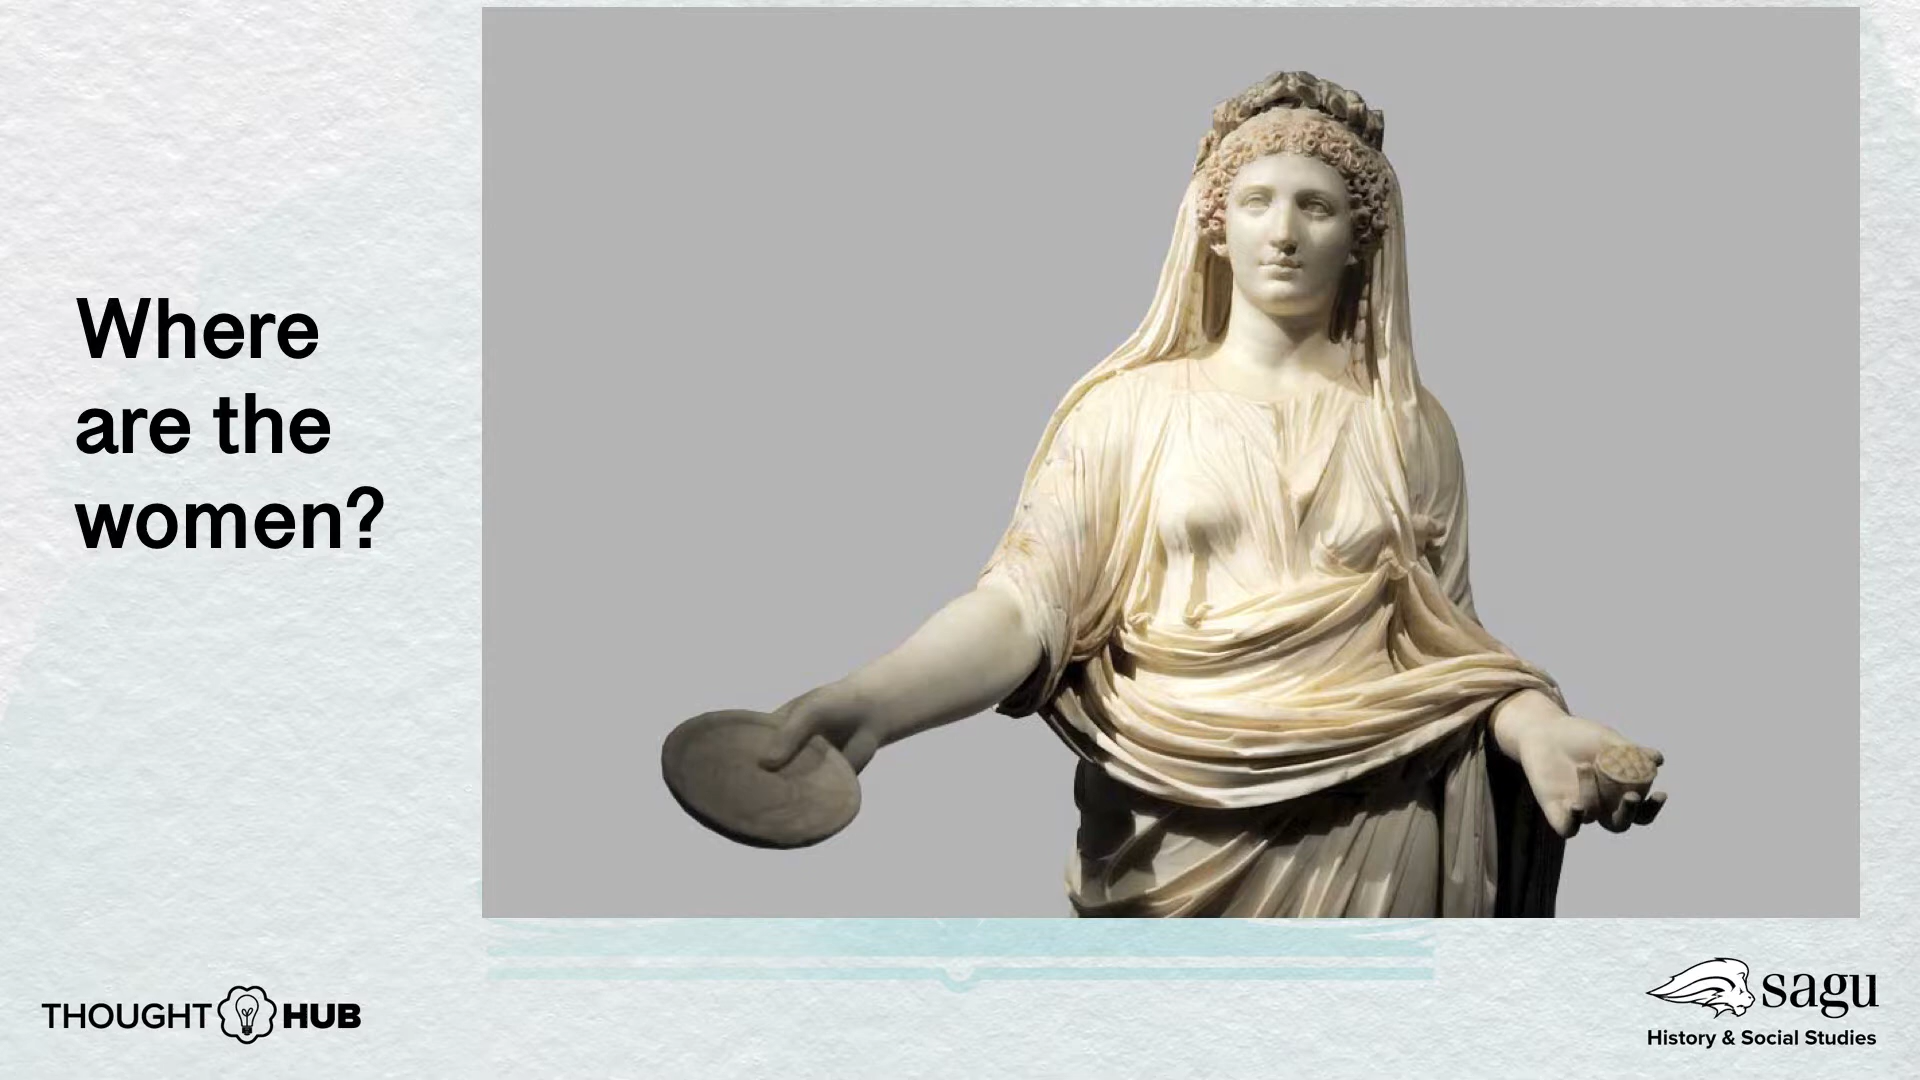 Where
are the
women?
THOUGHT HUB
sagu
History & Social Studies